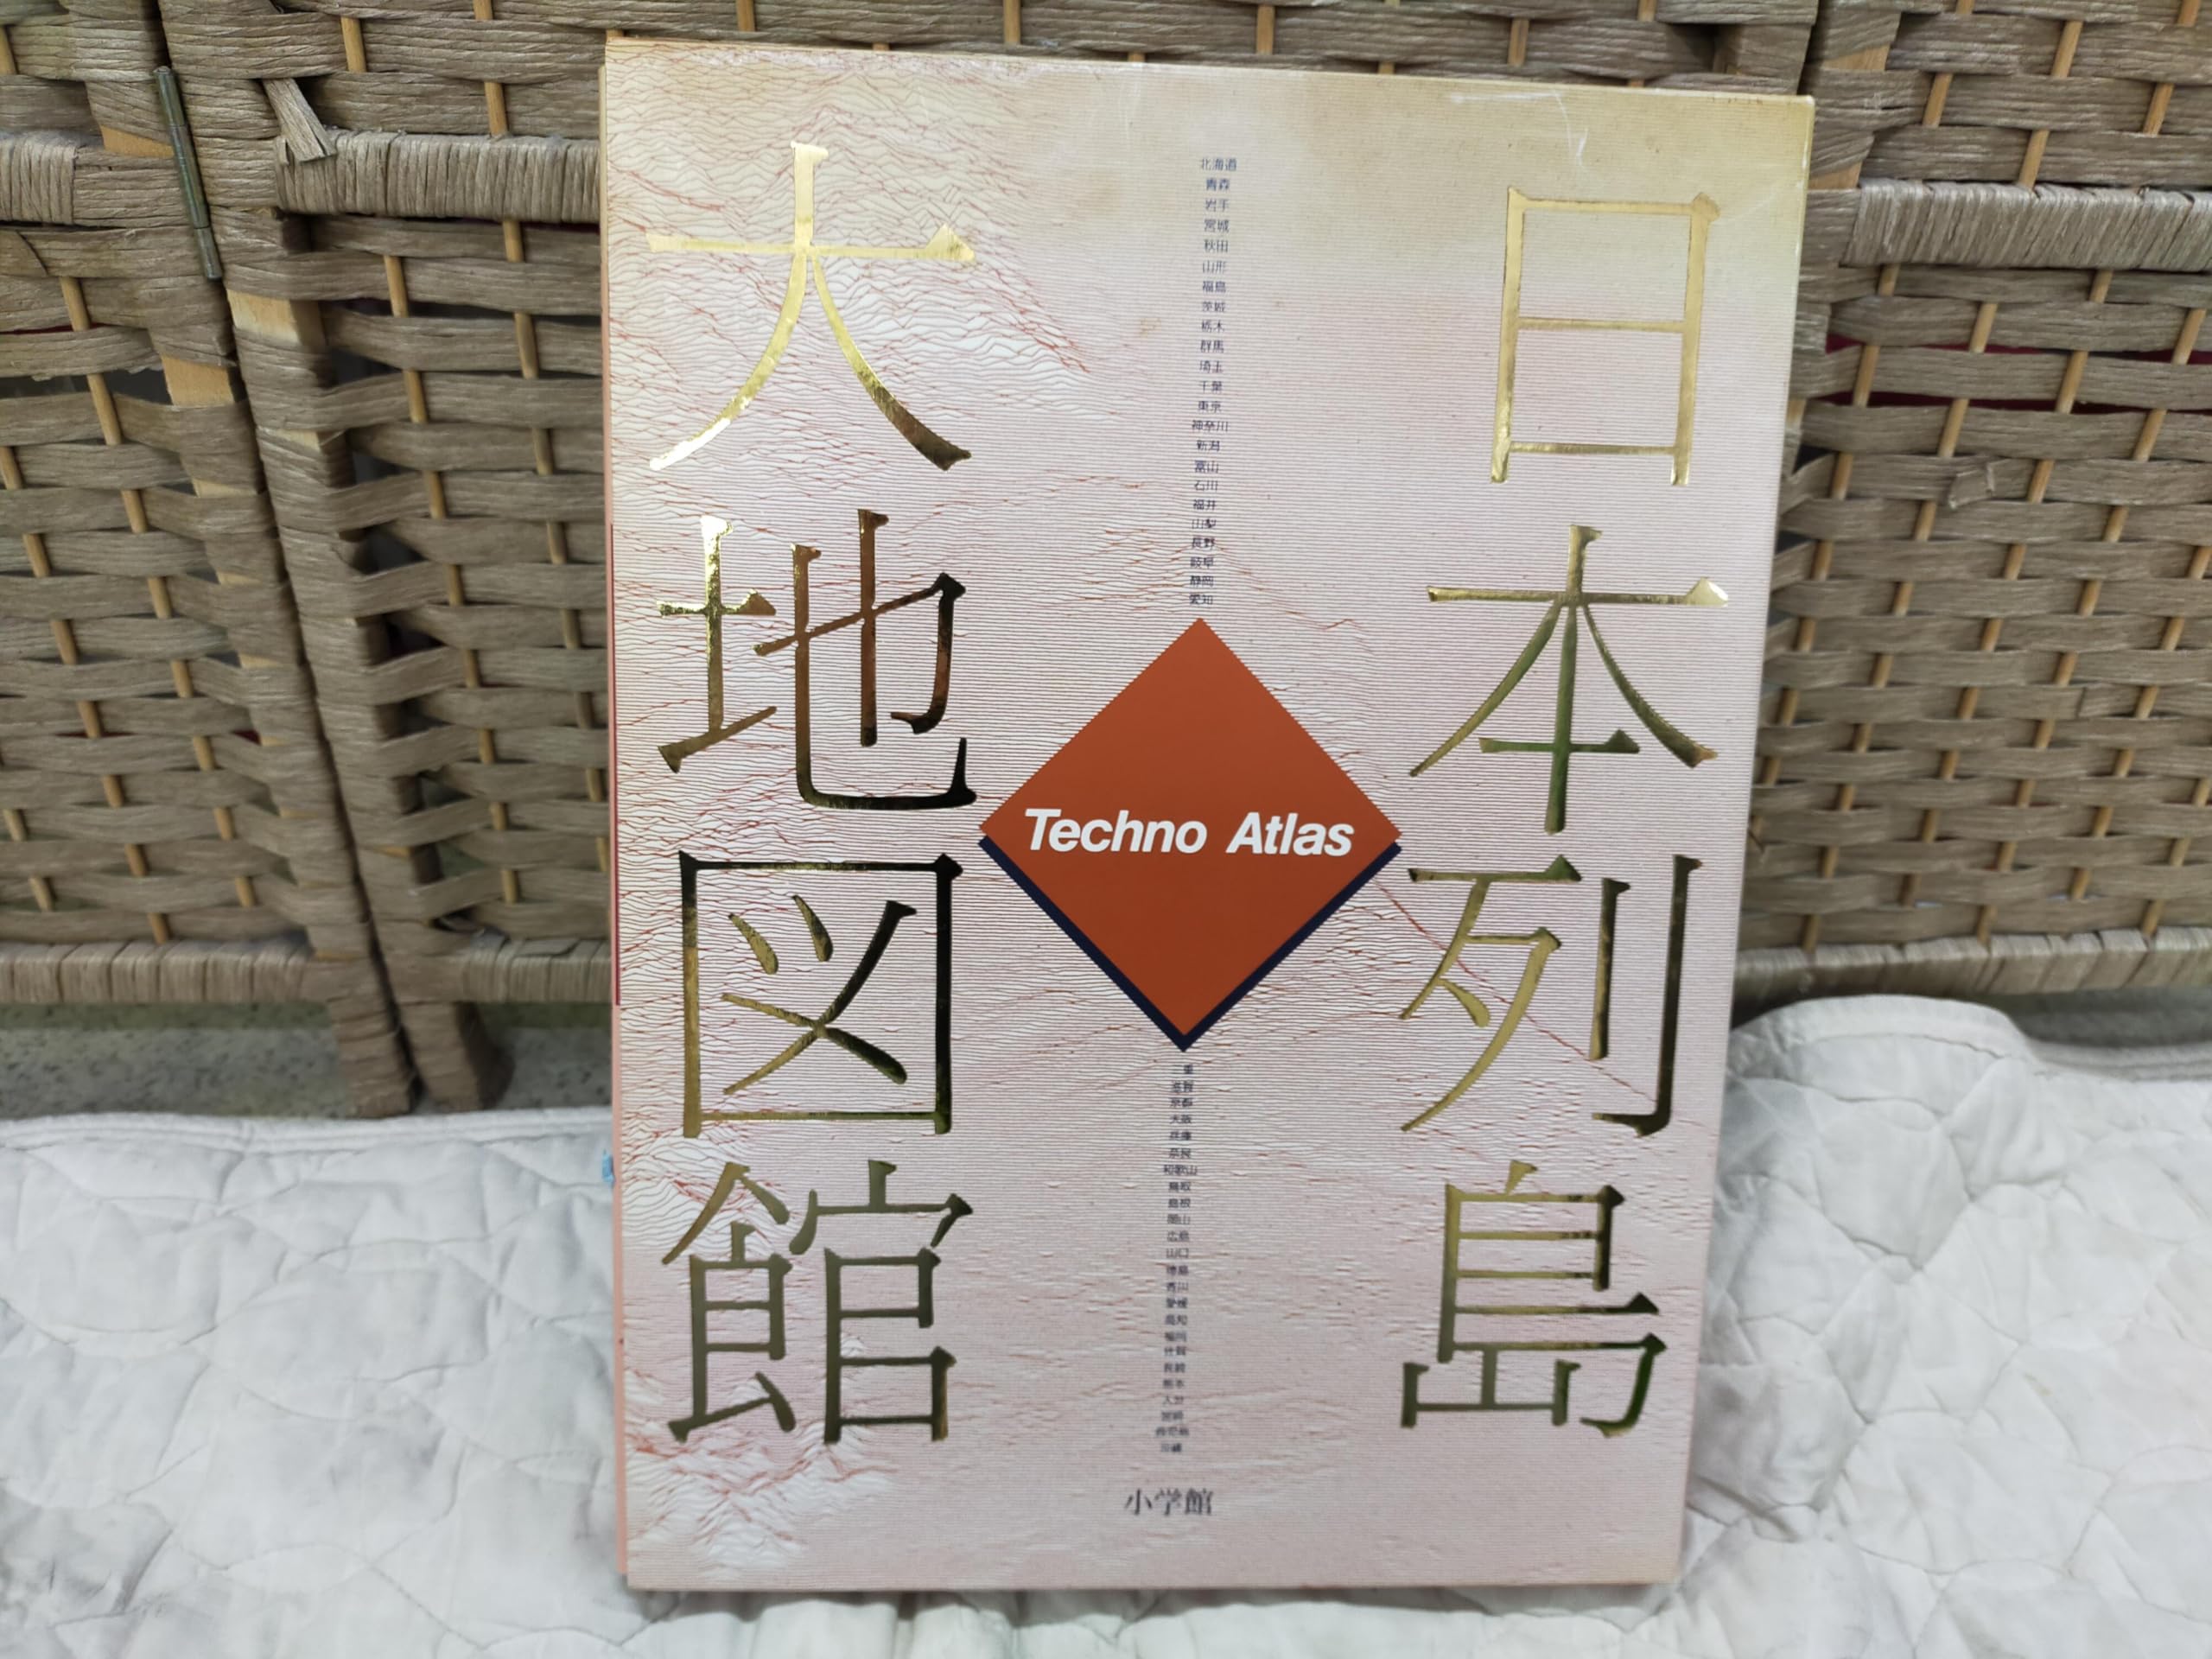 日本列島
大地図館
北海道
青森
岩手
宮城
秋田
山形
福島
茨城
栃木
群馬
埼玉
千葉
東京
神奈川
新潟
富山
石川
福井
山梨
長野
岐阜
静岡
愛知
Techno Atlas
三重
滋賀
京都
大阪
兵庫
奈良
和歌山
鳥取
島根
岡山
広島
山口
徳島
香川
愛媛
高知
福岡
佐賀
長崎
熊本
大分
宮崎
鹿児島
沖縄
小学館